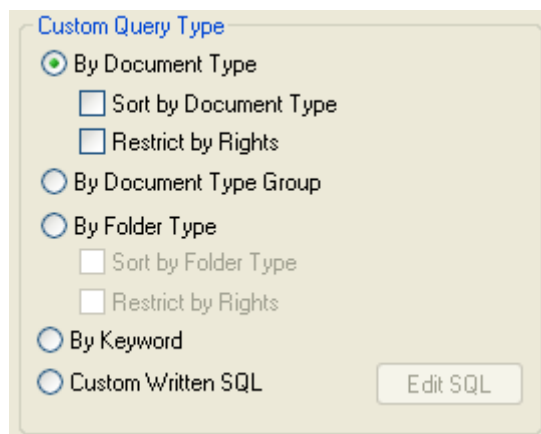 Custom Query Type
By Document Type
Sort by Document Type
Restrict by Rights
By Document Type Group
By Folder Type
Sort by Folder Type
Restrict by Rights
By Keyword
Custom Written SQL Edit SQL